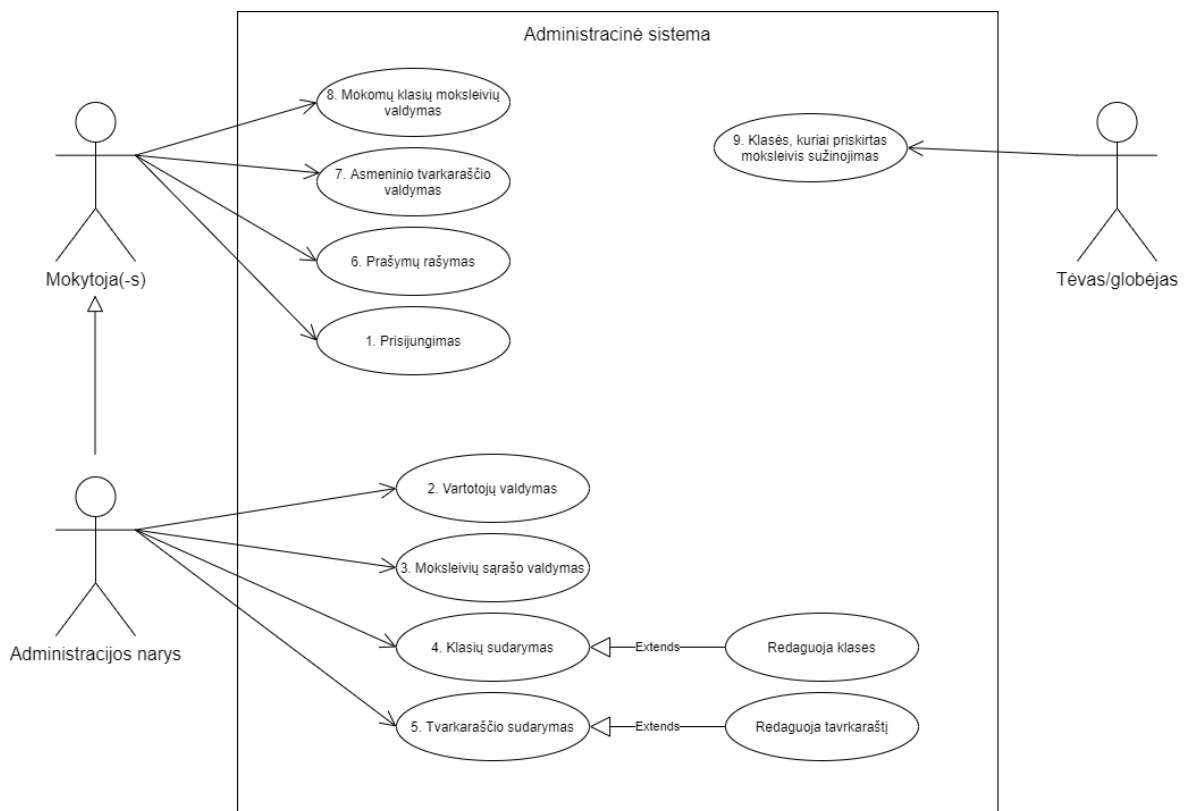 Administracinė sistema
8. Mokomų klasių moksleivių
valdymas
9. Klasės, kuriai priskirtas
moksleivis sužinojimas
7. Asmeninio tvarkaraščio
valdymas
6. Prašymų rašymas
Mokytoja(-s)
Tėvas/globėjas
1. Prisijungimas
2. Vartotojų valdymas
3. Moksleivių sąrašo valdymas
Administracijos narys
4. Klasių sudarymas
Extends
Redaguoja klases
5. Tvarkaraščio sudarymas
Extends
Redaguoja tavrkaraštį